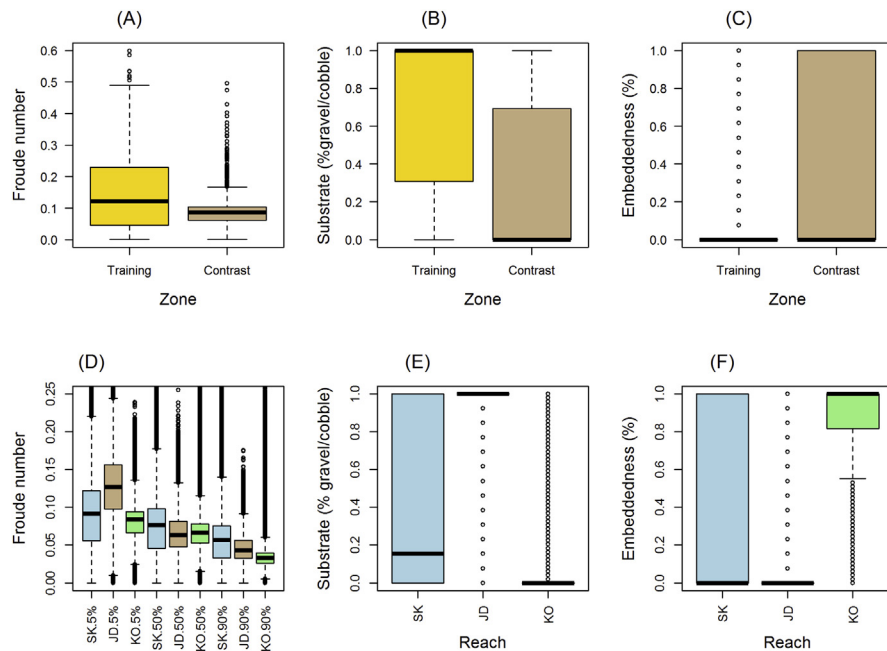 (A)
Froude number
0.6
0.5
0.4
0.3
0.2
0.1
0.0
Training
Contrast
Zone
(B)
Substrate (%gravel/cobble)
1.0
0.8
0.6
0.4
0.2
0.0
Training
Contrast
Zone
(C)
Embeddedness (%)
1.0
0.8
0.6
0.4
0.2
0.0
Training
Contrast
Zone
(D)
Froude number
0.25
0.20
0.15
0.10
0.05
0.00
SK.5%
JD.5%
KO.5%
SK.50%
JD.50%
KO.50%
SK.90%
JD.90%
KO.90%
(E)
Substrate (% gravel/cobble)
1.0
0.8
0.6
0.4
0.2
0.0
SK
JD
KO
Reach
(F)
Embeddedness (%)
1.0
0.8
0.6
0.4
0.2
0.0
SK
JD
KO
Reach